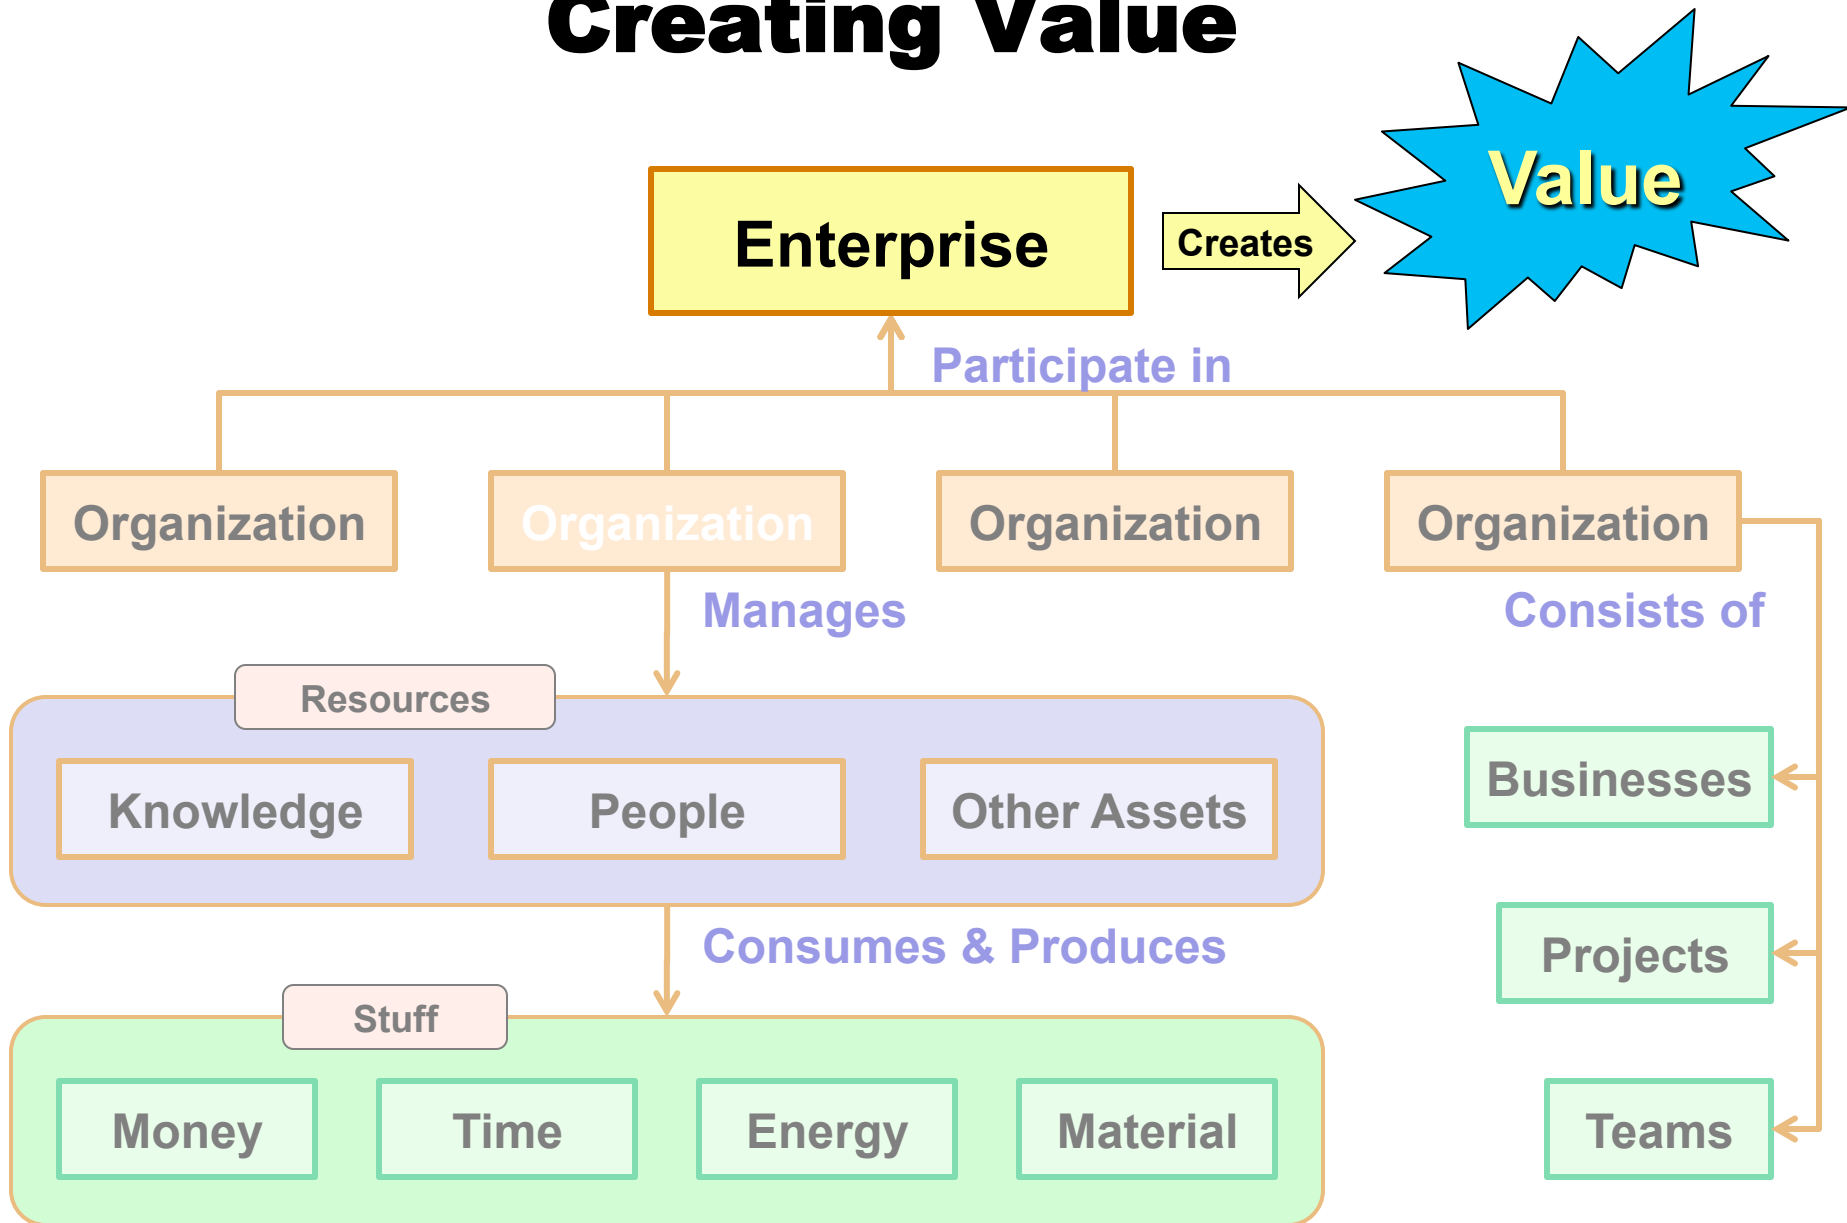 Creating Value
Value
Enterprise
Creates
Participate in
Organization
Organization
Organization
Organization
Manages
Consists of
Resources
Knowledge
People
Other Assets
Businesses
Consumes & Produces
Projects
Stuff
Money
Time
Energy
Material
Teams